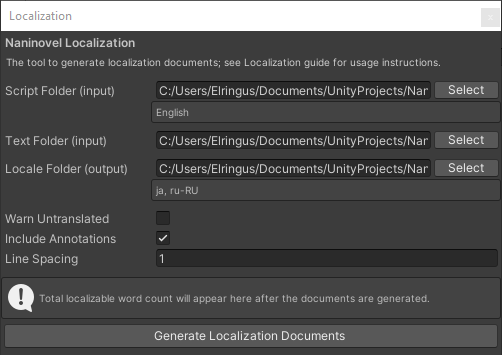 Localization
x
Naninovel Localization
The tool to generate localization documents; see Localization guide for usage instructions.
Script Folder (input) C:/Users/Elringus/Documents/UnityProjects/Nar Select
English
Text Folder (input) C:/Users/Elringus/Documents/UnityProjects/Nar Select
Locale Folder (output) C:/Users/Elringus/Documents/UnityProjects/Nar Select
ja, ru-RU
Warn Untranslated
Include Annotations
Line Spacing 1
Total localizable word count will appear here after the documents are generated.
Generate Localization Documents